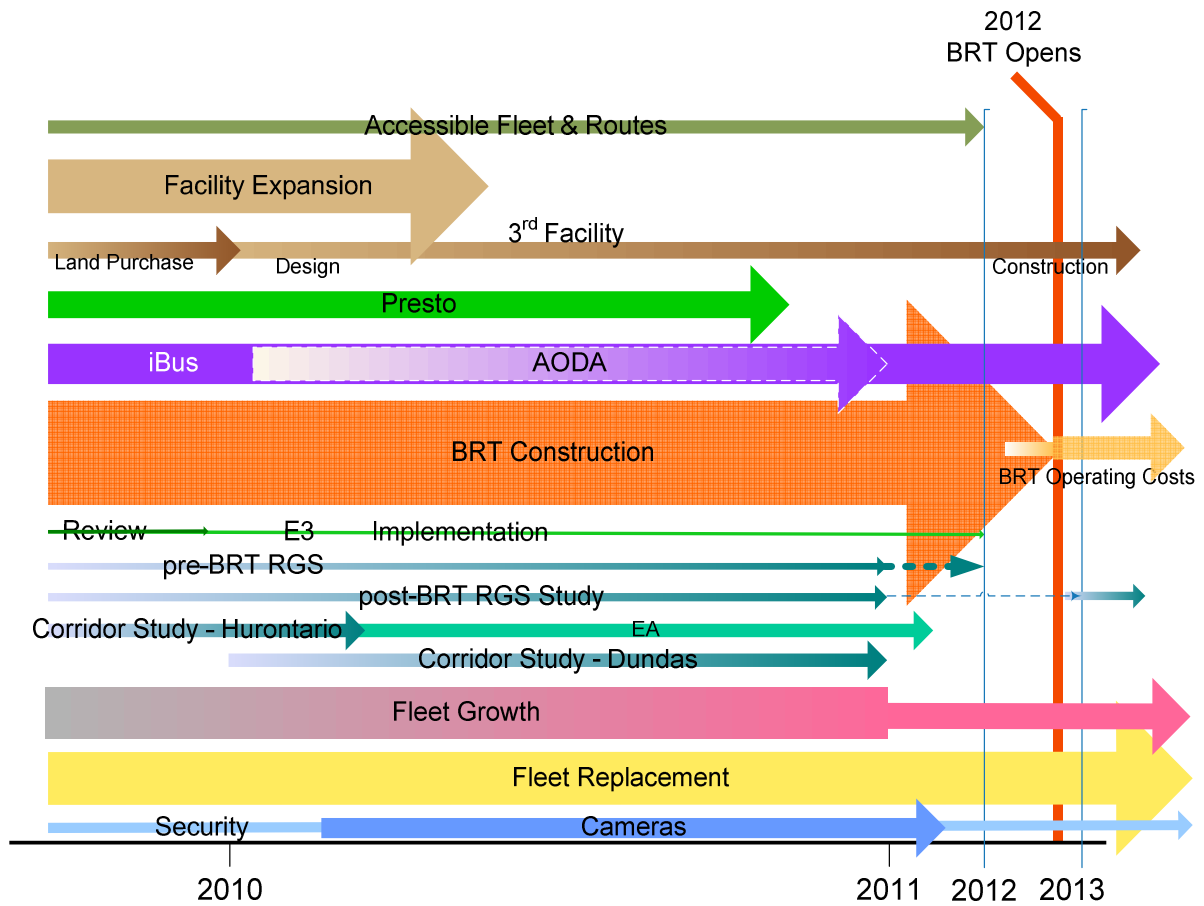 2012
BRT Opens
Accessible Fleet & Routes
Facility Expansion
3rd Facility
Land Purchase
Design
Construction
Presto
iBus
AODA
BRT Construction
BRT Operating Costs
Review
E3
Implementation
pre-BRT RGS
post-BRT RGS Study
Corridor Study - Hurontario
EA
Corridor Study - Dundas
Fleet Growth
Fleet Replacement
Security
Cameras
2010
2011
2012
2013